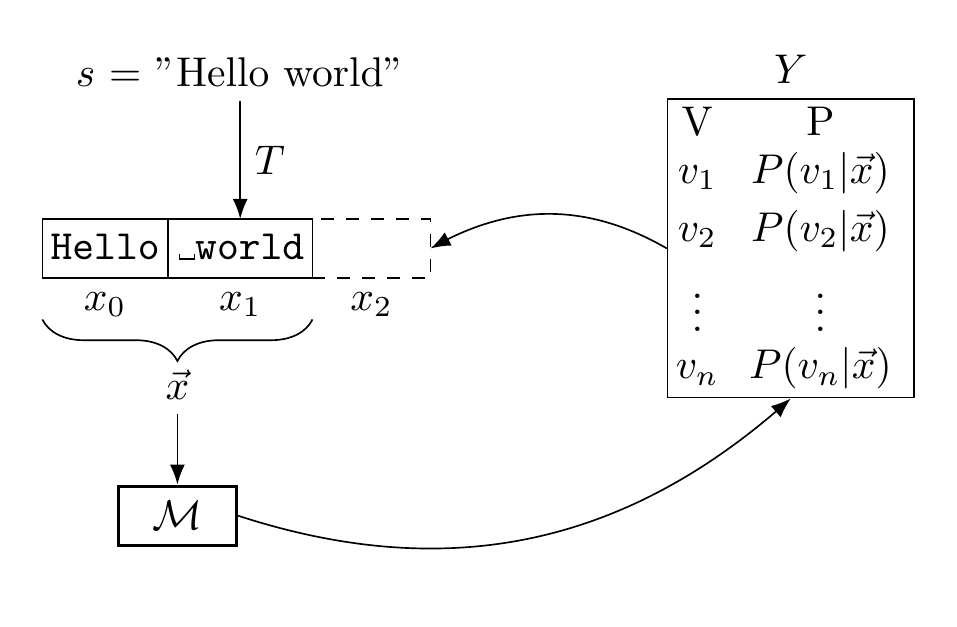 s = ”Hello world”
T
Hello ␣world
x₀ x₁ x₂
x⃗
ℳ
Y
V P
v₁ P(v₁|x⃗)
v₂ P(v₂|x⃗)
⋮ ⋮
vₙ P(vₙ|x⃗)